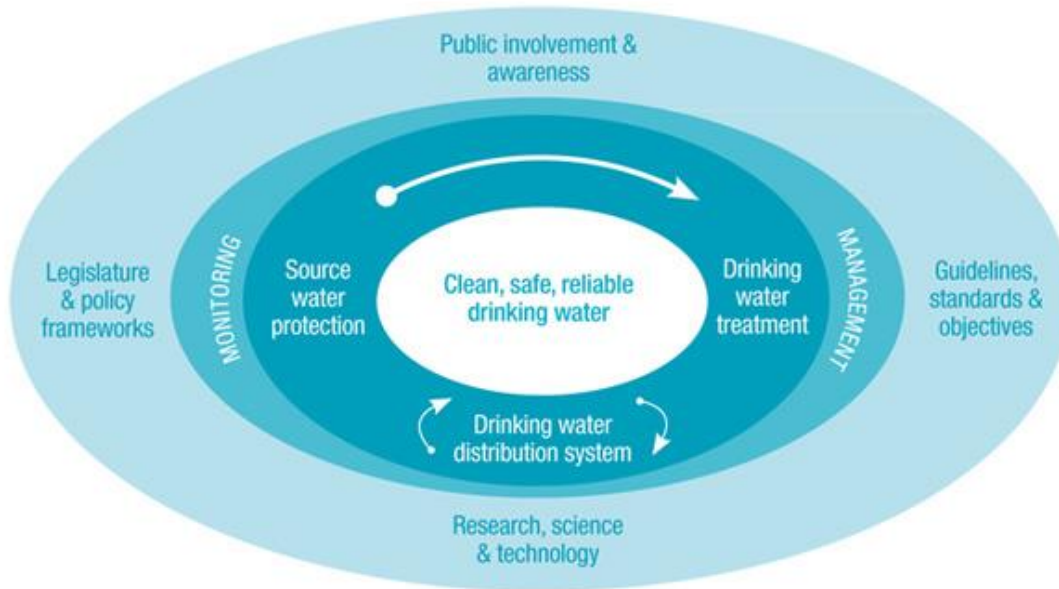 Public involvement &
awareness
Legislature
& policy
frameworks
MONITORING
Source
water
protection
Clean, safe, reliable
drinking water
Drinking
water
treatment
MANAGEMENT
Guidelines,
standards &
objectives
Drinking water
distribution system
Research, science
& technology